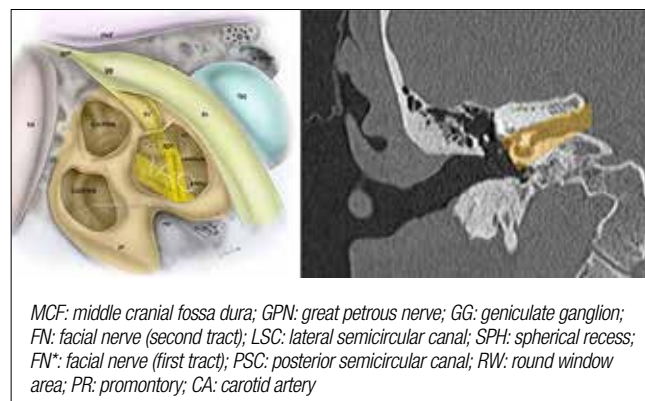 MCF: middle cranial fossa dura; GPN: great petrous nerve; GG: geniculate ganglion;
FN: facial nerve (second tract); LSC: lateral semicircular canal; SPH: spherical recess;
FN*: facial nerve (first tract); PSC: posterior semicircular canal; RW: round window
area; PR: promontory; CA: carotid artery